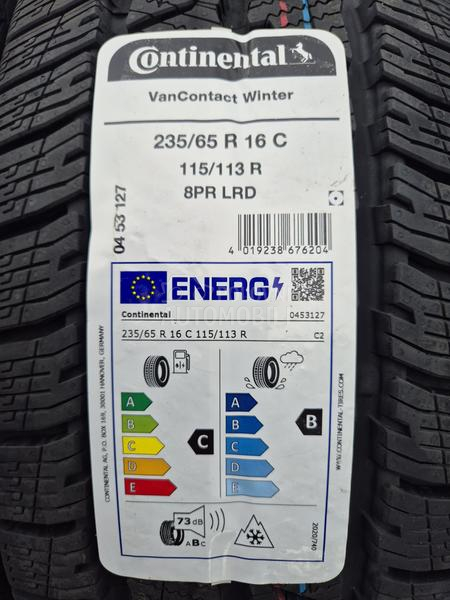 Continental
VanContact Winter
235/65 R 16 C
115/113 R
8PR LRD
04 53 127
4 019238 676204
ENERG
Continental 0453127
235/65 R 16 C 115/113 R C2
A A
B B
C C
D D
E
C
B
73 dB
ABC
2020/740
CONTINENTAL AG, P.O. BOX 169, 30001 HANOVER, GERMANY
WWW.CONTINENTAL-TIRES.COM